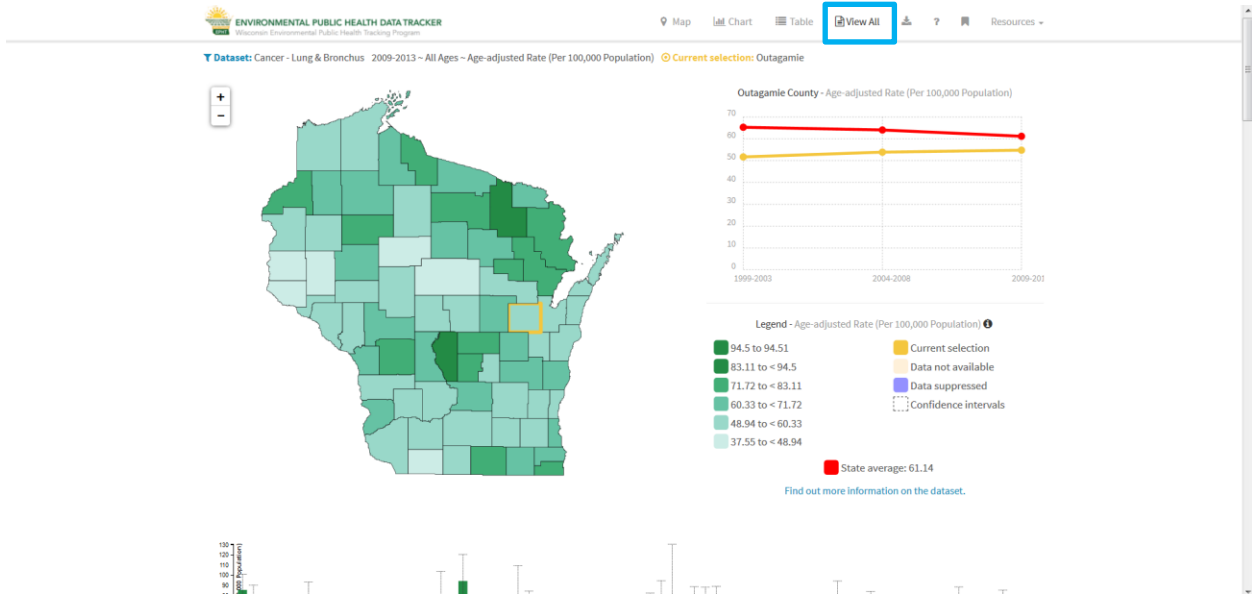 ENVIRONMENTAL PUBLIC HEALTH DATA TRACKER
Wisconsin Environmental Public Health Tracking Program
Map Chart Table View All ? Resources
Dataset: Cancer - Lung & Bronchus 2009-2013 ~ All Ages ~ Age-adjusted Rate (Per 100,000 Population) Current selection: Outagamie
+
−
Outagamie County - Age-adjusted Rate (Per 100,000 Population)
70
60
50
40
30
20
10
0
1999-2003 2004-2008 2009-201
Legend - Age-adjusted Rate (Per 100,000 Population)
94.5 to 94.51 Current selection
83.11 to < 94.5 Data not available
71.72 to < 83.11 Data suppressed
60.33 to < 71.72 Confidence intervals
48.94 to < 60.33
37.55 to < 48.94
State average: 61.14
Find out more information on the dataset.
130
120
110
100
90
Population)